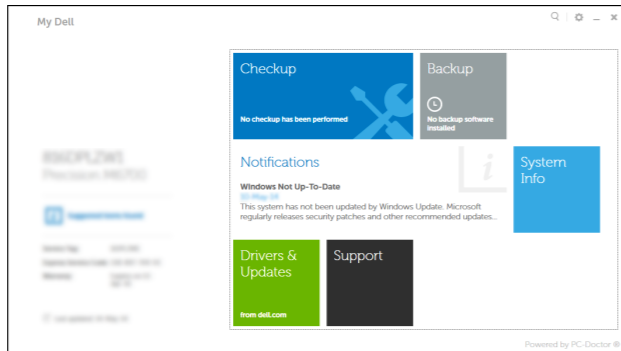 My Dell
Checkup
No checkup has been performed
Backup
No backup software
installed
Notifications
Windows Not Up-To-Date
This system has not been updated by Windows Update. Microsoft
regularly releases security patches and other recommended updates...
System
Info
Drivers &
Updates
from dell.com
Support
Powered by PC-Doctor ®